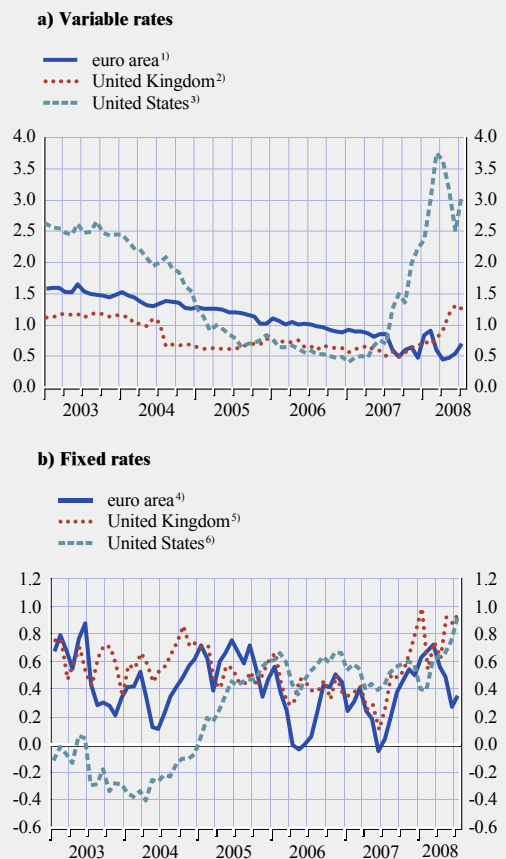 a) Variable rates
euro area1)
United Kingdom2)
United States3)
4.0 4.0
3.5 3.5
3.0 3.0
2.5 2.5
2.0 2.0
1.5 1.5
1.0 1.0
0.5 0.5
0.0 0.0
2003 2004 2005 2006 2007 2008
b) Fixed rates
euro area4)
United Kingdom5)
United States6)
1.2 1.2
1.0 1.0
0.8 0.8
0.6 0.6
0.4 0.4
0.2 0.2
0.0 0.0
-0.2 -0.2
-0.4 -0.4
-0.6 -0.6
2003 2004 2005 2006 2007 2008